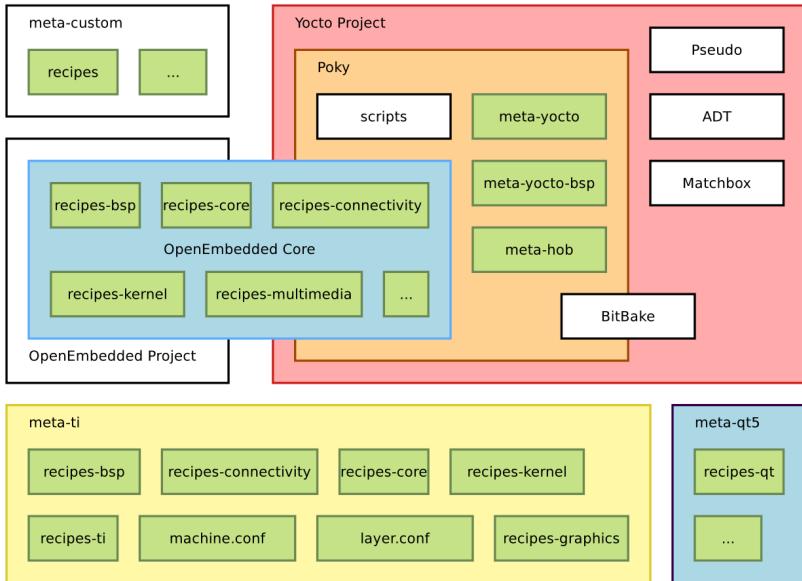 meta-custom
recipes
...
Yocto Project
Poky
scripts
meta-yocto
meta-yocto-bsp
meta-hob
BitBake
Pseudo
ADT
Matchbox
recipes-bsp
recipes-core
recipes-connectivity
OpenEmbedded Core
recipes-kernel
recipes-multimedia
...
OpenEmbedded Project
meta-ti
recipes-bsp
recipes-connectivity
recipes-core
recipes-kernel
recipes-ti
machine.conf
layer.conf
recipes-graphics
meta-qt5
recipes-qt
...